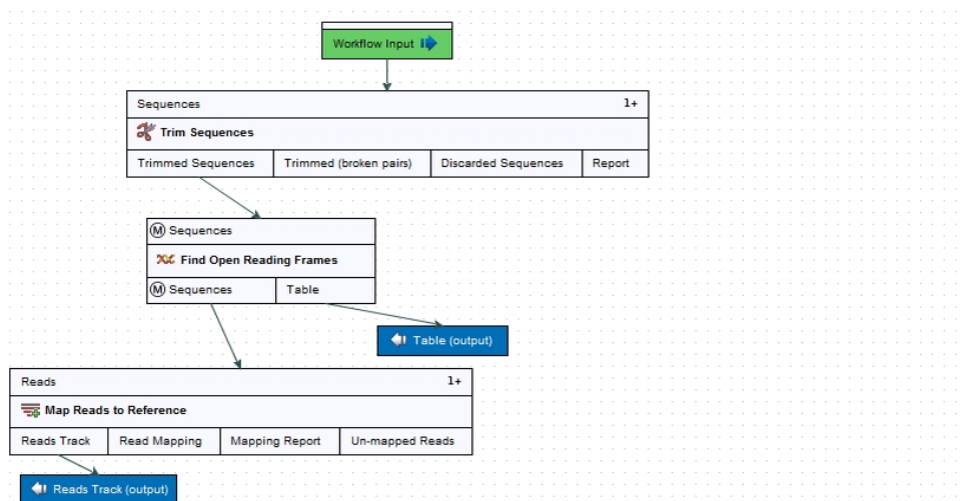 Workflow Input
Sequences 1+
Trim Sequences
Trimmed Sequences Trimmed (broken pairs) Discarded Sequences Report
M Sequences
Find Open Reading Frames
M Sequences Table
Table (output)
Reads 1+
Map Reads to Reference
Reads Track Read Mapping Mapping Report Un-mapped Reads
Reads Track (output)